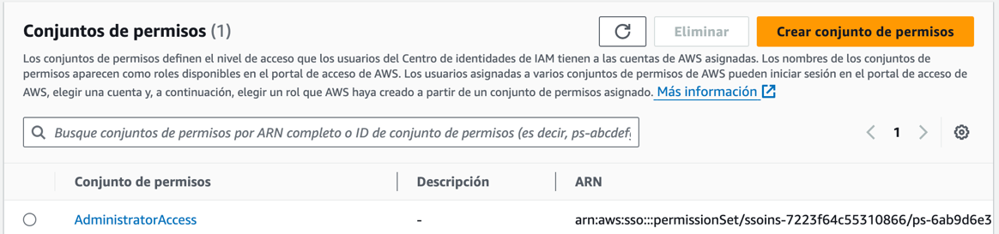 Conjuntos de permisos (1)
Eliminar
Crear conjunto de permisos
Los conjuntos de permisos definen el nivel de acceso que los usuarios del Centro de identidades de IAM tienen a las cuentas de AWS asignadas. Los nombres de los conjuntos de
permisos aparecen como roles disponibles en el portal de acceso de AWS. Los usuarios asignadas a varios conjuntos de permisos de AWS pueden iniciar sesión en el portal de acceso de
AWS, elegir una cuenta y, a continuación, elegir un rol que AWS haya creado a partir de un conjunto de permisos asignado. Más información
Busque conjuntos de permisos por ARN completo o ID de conjunto de permisos (es decir, ps-abcdef
1
Conjunto de permisos Descripción ARN
AdministratorAccess - arn:aws:sso:::permissionSet/ssoins-7223f64c55310866/ps-6ab9d6e3